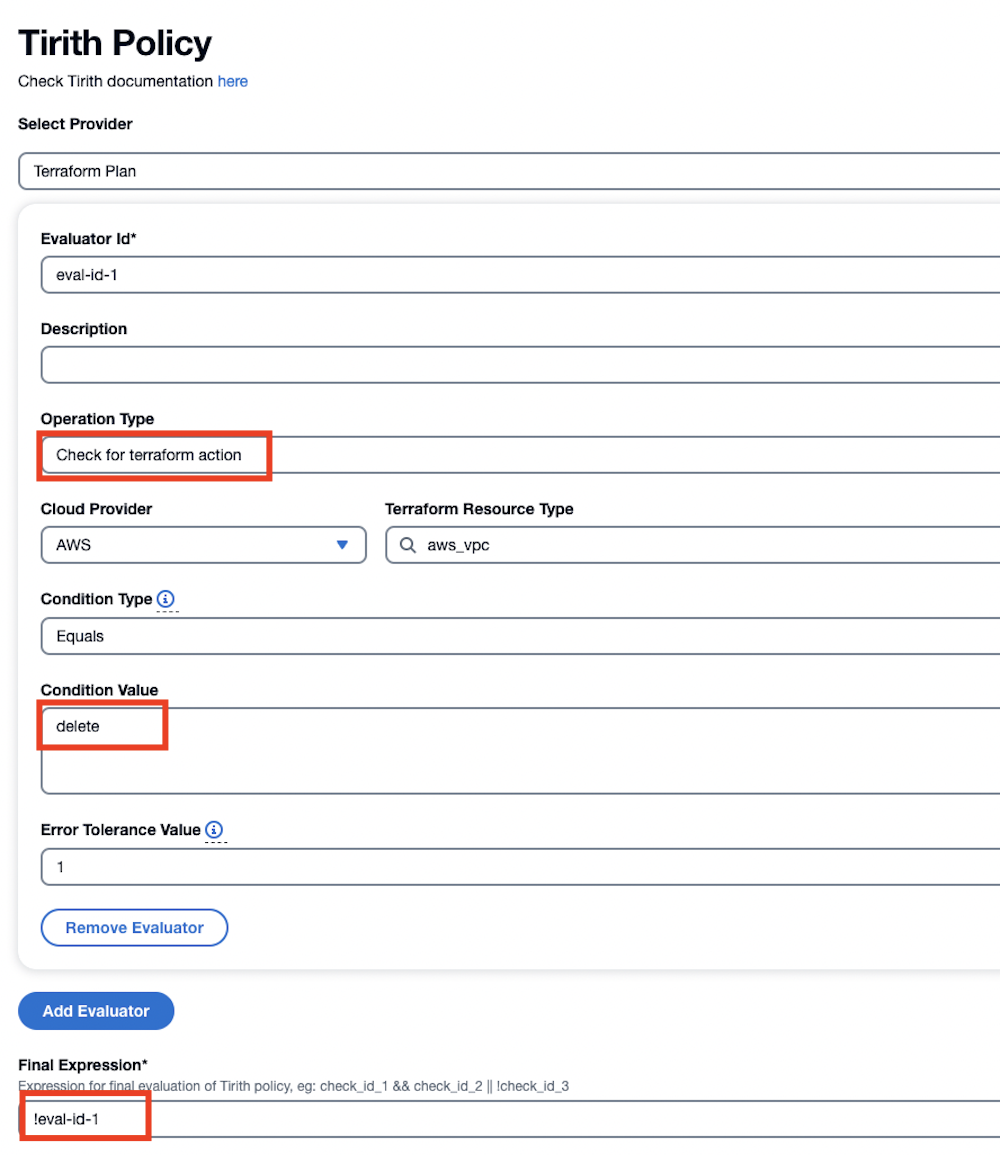 Tirith Policy
Check Tirith documentation here
Select Provider
Terraform Plan
Evaluator Id*
eval-id-1
Description
Operation Type
Check for terraform action
Cloud Provider
Terraform Resource Type
AWS
aws_vpc
Condition Type
Equals
Condition Value
delete
Error Tolerance Value
1
Remove Evaluator
Add Evaluator
Final Expression*
Expression for final evaluation of Tirith policy, eg: check_id_1 && check_id_2 || !check_id_3
!eval-id-1